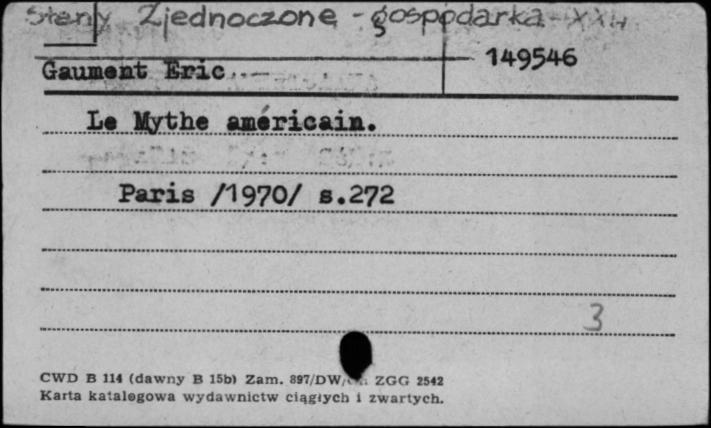 Stany Zjednoczone - gospodarka - XX w.
149546
Gaument Eric
Le Mythe américain.
Paris /1970/ s.272
3
CWD B 114 (dawny B 15b) Zam. 897/DW ZGG 2542
Karta katalogowa wydawnictw ciągłych i zwartych.